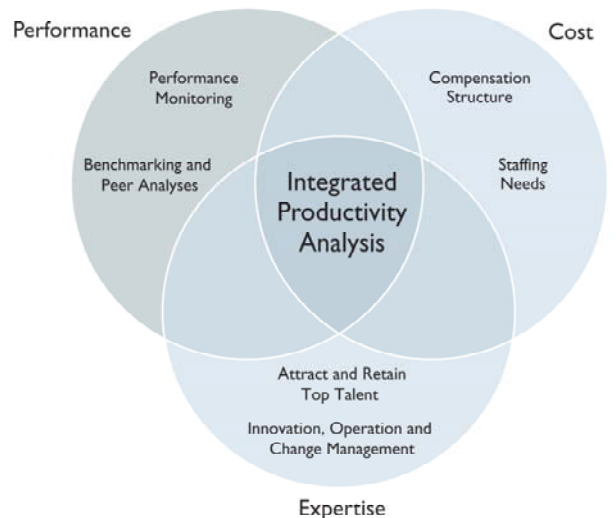 Performance
Cost
Performance
Monitoring
Compensation
Structure
Benchmarking and
Peer Analyses
Staffing
Needs
Integrated
Productivity
Analysis
Attract and Retain
Top Talent
Innovation, Operation and
Change Management
Expertise